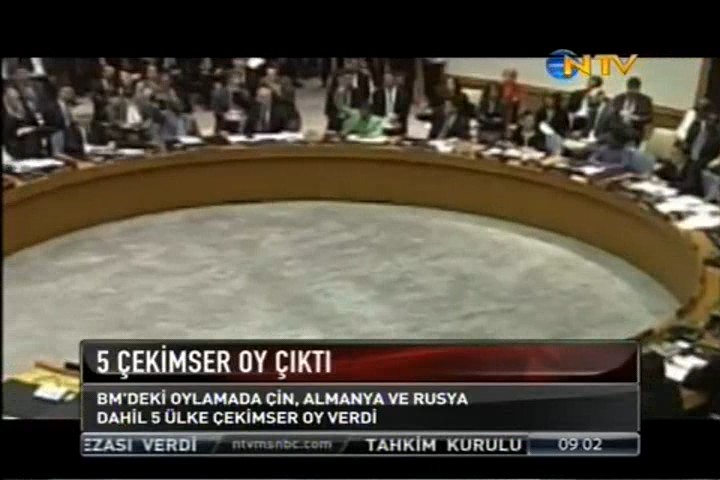 NTV
5 ÇEKİMSER OY ÇIKTI
BM'DEKİ OYLAMADA ÇİN, ALMANYA VE RUSYA
DAHİL 5 ÜLKE ÇEKİMSER OY VERDİ
EZASI VERDİ ntvmsnbc.com TAHKİM KURULU 09:02